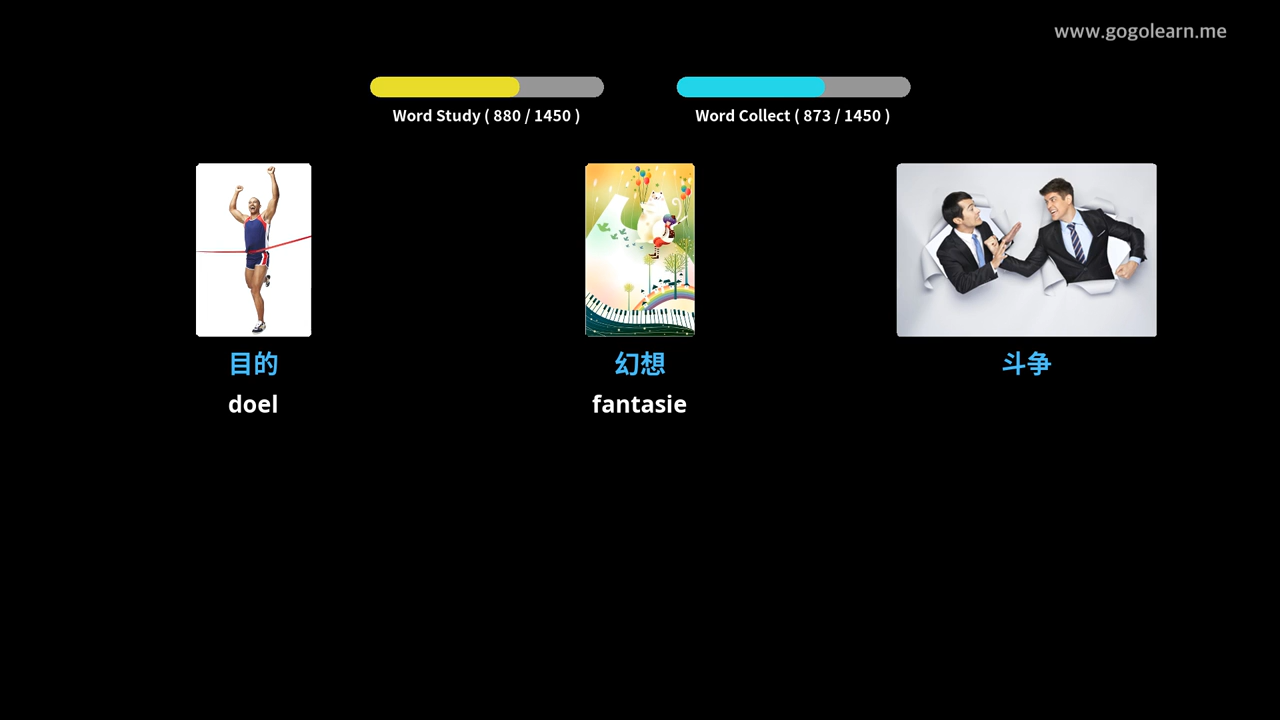 www.gogolearn.me
Word Study ( 880 / 1450 )
Word Collect ( 873 / 1450 )
目的
doel
幻想
fantasie
斗争